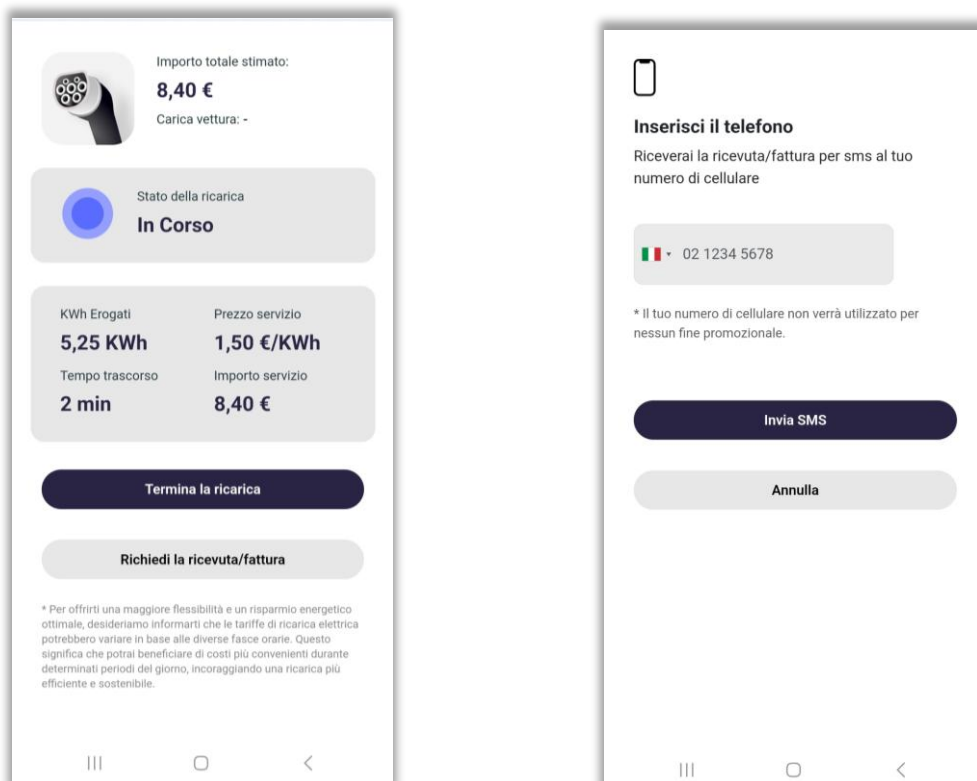 Importo totale stimato:
8,40 €
Carica vettura: -
Stato della ricarica
In Corso
KWh Erogati
5,25 KWh
Prezzo servizio
1,50 €/KWh
Tempo trascorso
2 min
Importo servizio
8,40 €
Termina la ricarica
Richiedi la ricevuta/fattura
* Per offrirti una maggiore flessibilità e un risparmio energetico
ottimale, desideriamo informarti che le tariffe di ricarica elettrica
potrebbero variare in base alle diverse fasce orarie. Questo
significa che potrai beneficiare di costi più convenienti durante
determinati periodi del giorno, incoraggiando una ricarica più
efficiente e sostenibile.
Inserisci il telefono
Riceverai la ricevuta/fattura per sms al tuo
numero di cellulare
02 1234 5678
* Il tuo numero di cellulare non verrà utilizzato per
nessun fine promozionale.
Invia SMS
Annulla